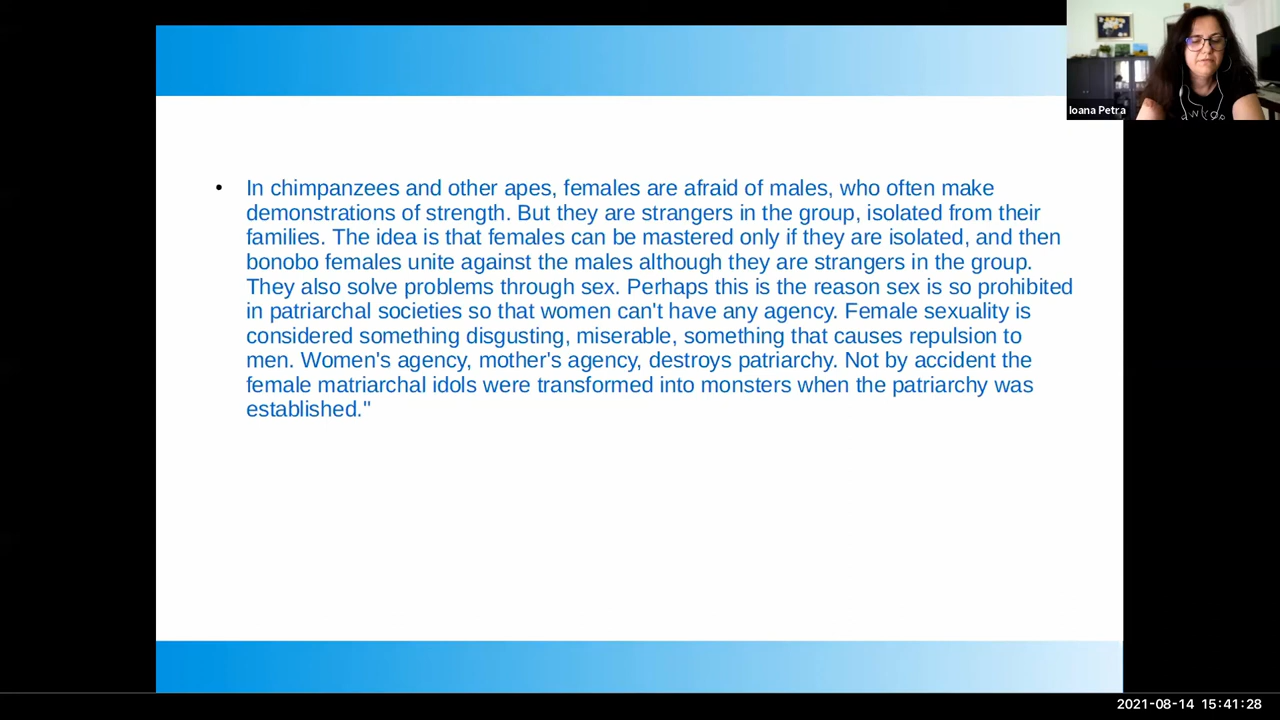 Ioana Petra
• In chimpanzees and other apes, females are afraid of males, who often make
demonstrations of strength. But they are strangers in the group, isolated from their
families. The idea is that females can be mastered only if they are isolated, and then
bonobo females unite against the males although they are strangers in the group.
They also solve problems through sex. Perhaps this is the reason sex is so prohibited
in patriarchal societies so that women can't have any agency. Female sexuality is
considered something disgusting, miserable, something that causes repulsion to
men. Women's agency, mother's agency, destroys patriarchy. Not by accident the
female matriarchal idols were transformed into monsters when the patriarchy was
established."
2021-08-14 15:41:28